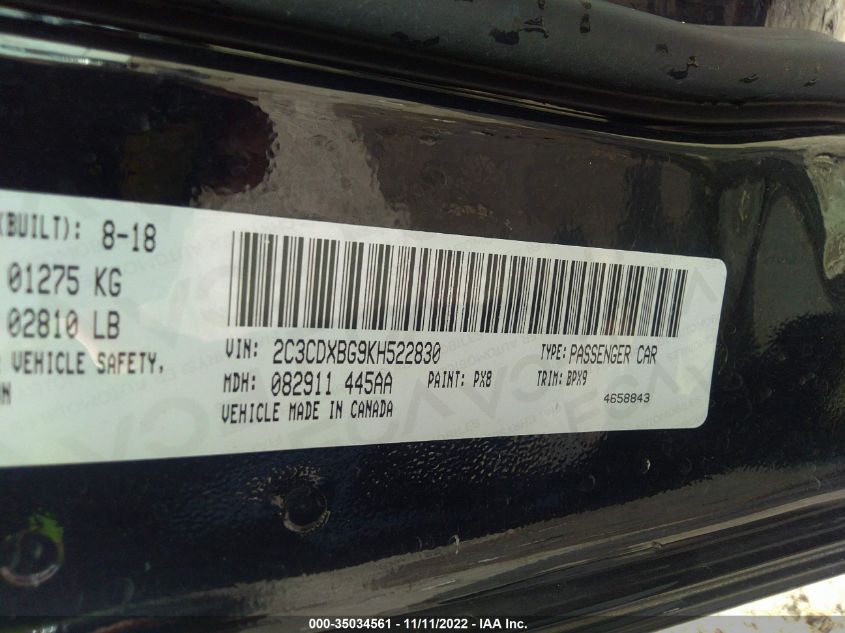 (BUILT): 8-18
01275 KG
02810 LB
VEHICLE SAFETY,
VIN: 2C3CDXBG9KH522830 TYPE: PASSENGER CAR
MDH: 082911 445AA PAINT: PX8 TRIM: BPX9
VEHICLE MADE IN CANADA 4658843
000-35034561 - 11/11/2022 - IAA Inc.